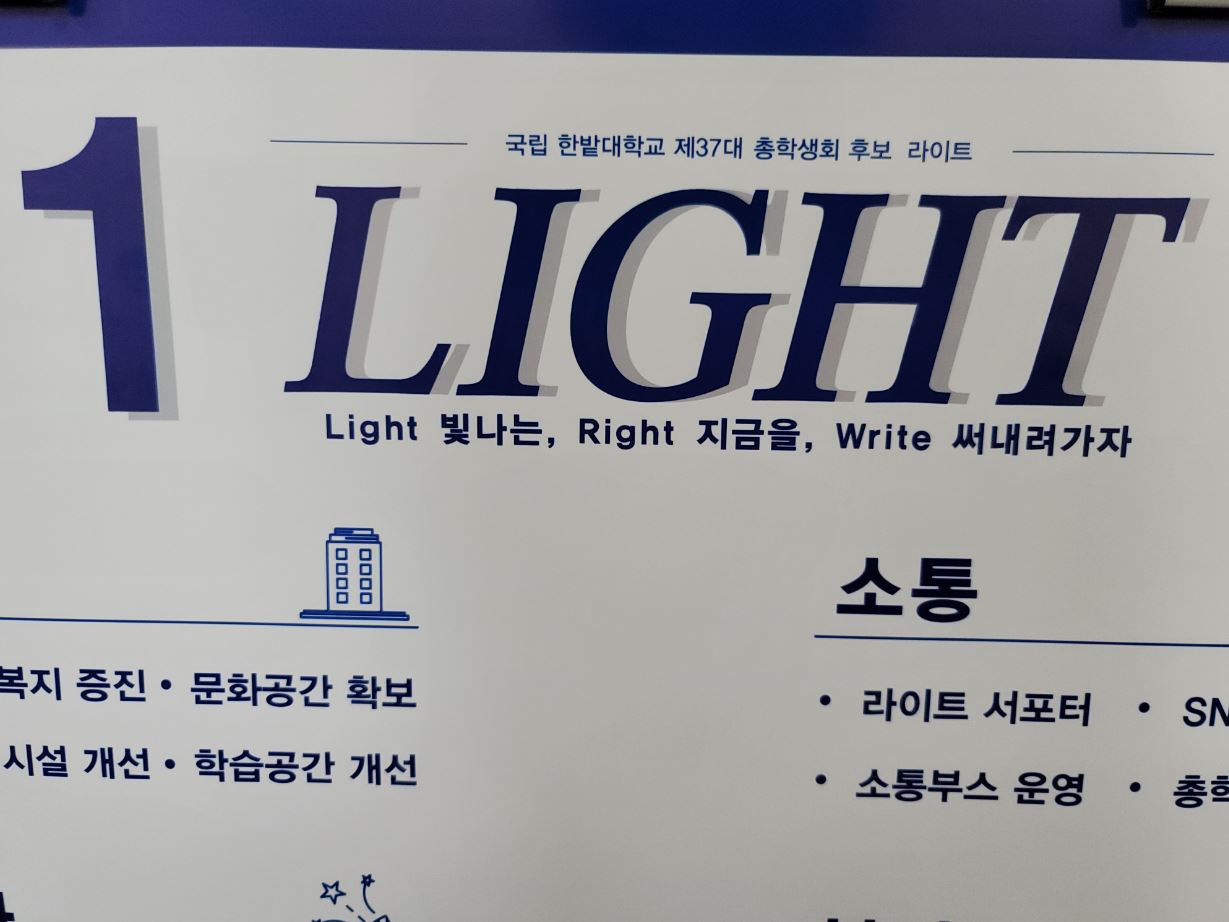 1
국립 한밭대학교 제37대 총학생회 후보 라이트
LIGHT
Light 빛나는, Right 지금을, Write 써내려가자
복지 증진 • 문화공간 확보
시설 개선 • 학습공간 개선
소통
• 라이트 서포터 • SN
• 소통부스 운영 • 총학